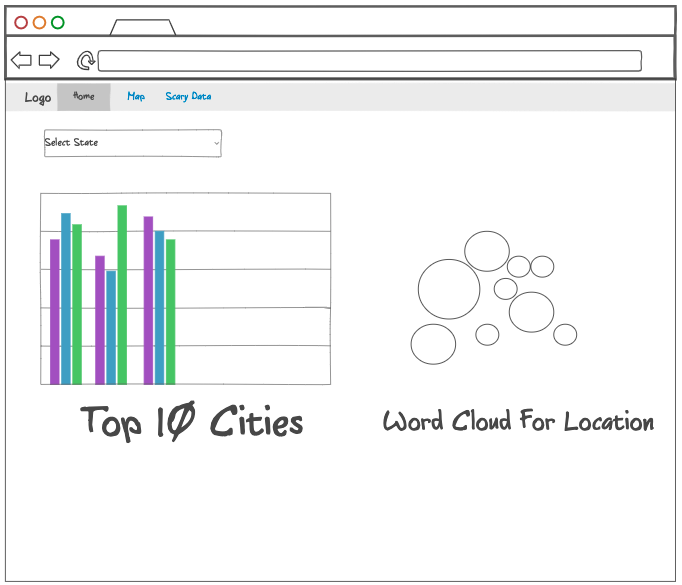 Logo
Home
Map
Scary Data
Select State
Top 10 Cities
Word Cloud For Location